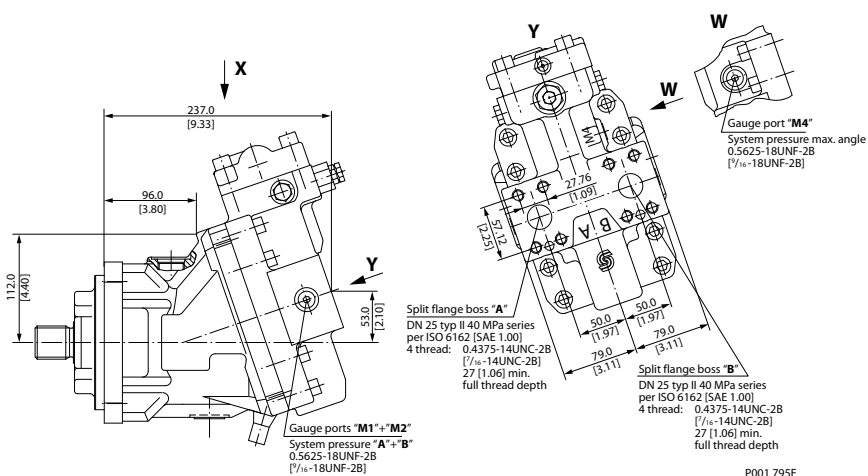 X
237.0
[9.33]
96.0
[3.80]
112.0
[4.40]
Y
53.0
[2.10]
Gauge ports "M1"+"M2"
System pressure "A"+"B"
0.5625-18UNF-2B
[9/16-18UNF-2B]
Y
W
W
Gauge port "M4"
System pressure max. angle
0.5625-18UNF-2B
[9/16-18UNF-2B]
27.76
[1.09]
57.12
[2.25]
B A
S
50.0
[1.97]
50.0
[1.97]
79.0
[3.11]
79.0
[3.11]
Split flange boss "A"
DN 25 typ II 40 MPa series
per ISO 6162 [SAE 1.00]
4 thread: 0.4375-14UNC-2B
[7/16-14UNC-2B]
27 [1.06] min.
full thread depth
Split flange boss "B"
DN 25 typ II 40 MPa series
per ISO 6162 [SAE 1.00]
4 thread: 0.4375-14UNC-2B
[7/16-14UNC-2B]
27 [1.06] min.
full thread depth
P001 795E